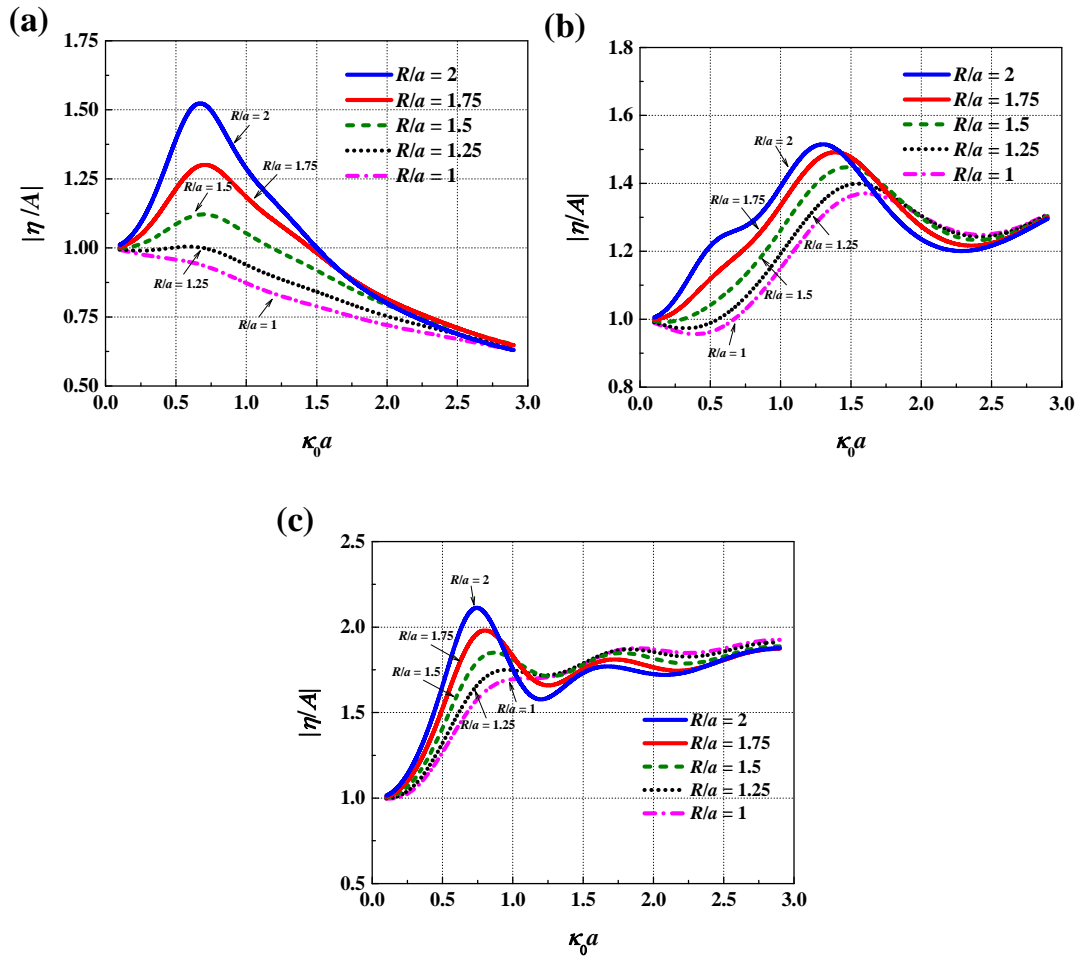 (a)
1.75
1.50
1.25
1.00
0.75
0.50
|η/A|
0.0 0.5 1.0 1.5 2.0 2.5 3.0
κ₀a
R/a = 2
R/a = 1.75
R/a = 1.5
R/a = 1.25
R/a = 1
R/a = 2
R/a = 1.75
R/a = 1.5
R/a = 1.25
R/a = 1
(b)
1.8
1.6
1.4
1.2
1.0
0.8
|η/A|
0.0 0.5 1.0 1.5 2.0 2.5 3.0
κ₀a
R/a = 2
R/a = 1.75
R/a = 1.5
R/a = 1.25
R/a = 1
R/a = 2
R/a = 1.75
R/a = 1.25
R/a = 1.5
R/a = 1
(c)
2.5
2.0
1.5
1.0
0.5
|η/A|
0.0 0.5 1.0 1.5 2.0 2.5 3.0
κ₀a
R/a = 2
R/a = 1.75
R/a = 1.5
R/a = 1
R/a = 1.25
R/a = 2
R/a = 1.75
R/a = 1.5
R/a = 1.25
R/a = 1